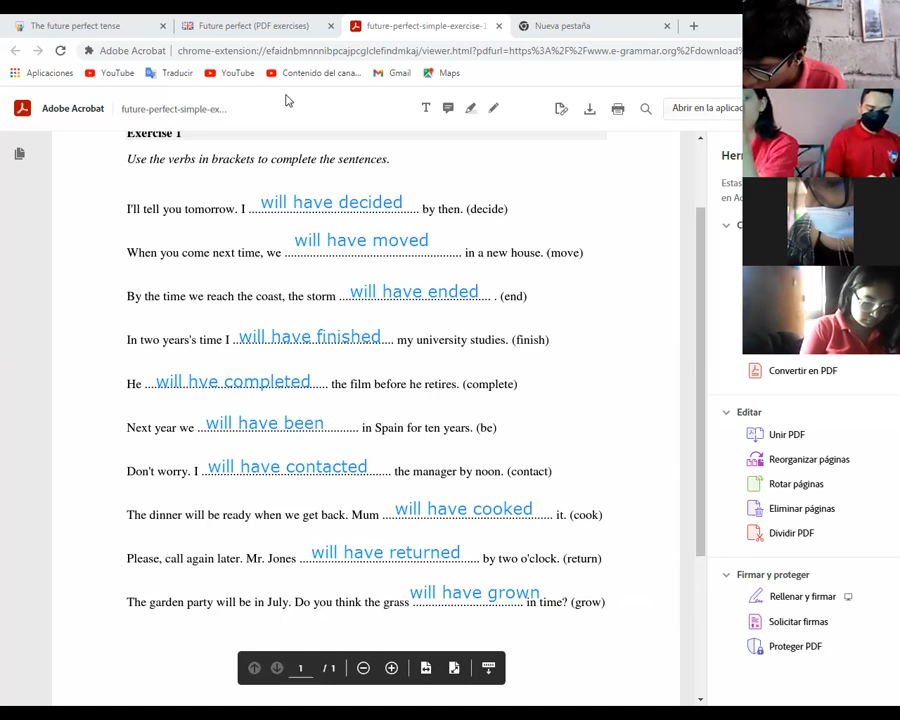 The future perfect tense
Future perfect (PDF exercises)
future-perfect-simple-exercise-1
Nueva pestaña
Adobe Acrobat
chrome-extension://efaidnbmnnnibpcajpcglclefindmkaj/viewer.html?pdfurl=https%3A%2F%2Fwww.e-grammar.org%2Fdownload%
Aplicaciones
YouTube
Traducir
YouTube
Contenido del cana...
Gmail
Maps
Adobe Acrobat
future-perfect-simple-ex...
Abrir en la aplicac
Exercise 1
Use the verbs in brackets to complete the sentences.
I'll tell you tomorrow. I will have decided by then. (decide)
When you come next time, we will have moved in a new house. (move)
By the time we reach the coast, the storm will have ended . (end)
In two years's time I will have finished my university studies. (finish)
He will hve completed the film before he retires. (complete)
Next year we will have been in Spain for ten years. (be)
Don't worry. I will have contacted the manager by noon. (contact)
The dinner will be ready when we get back. Mum will have cooked it. (cook)
Please, call again later. Mr. Jones will have returned by two o'clock. (return)
The garden party will be in July. Do you think the grass will have grown in time? (grow)
1 / 1
Her
Estas
en Ad
Convertir en PDF
Editar
Unir PDF
Reorganizar páginas
Rotar páginas
Eliminar páginas
Dividir PDF
Firmar y proteger
Rellenar y firmar
Solicitar firmas
Proteger PDF